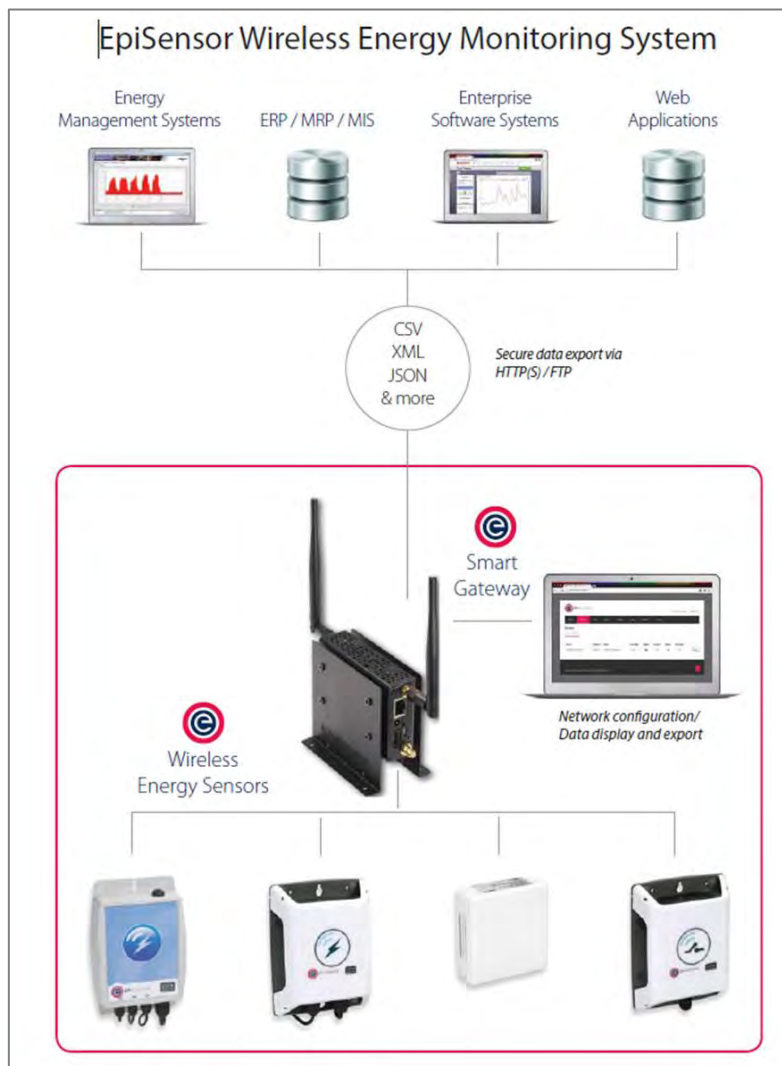 EpiSensor Wireless Energy Monitoring System
Energy
Management Systems
ERP / MRP / MIS
Enterprise
Software Systems
Web
Applications
CSV
XML
JSON
& more
Secure data export via
HTTP(S) / FTP
Smart
Gateway
Network configuration/
Data display and export
Wireless
Energy Sensors